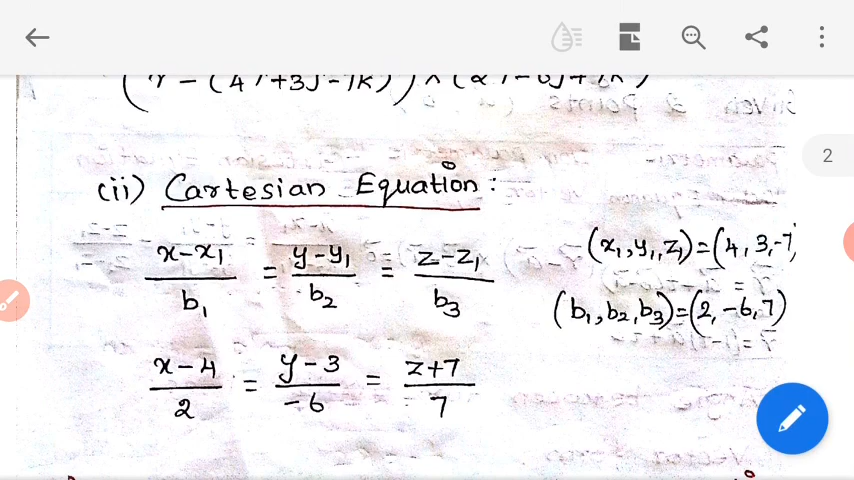 (ii) Cartesian Equation :
x-x₁/b₁ = y-y₁/b₂ = z-z₁/b₃
(x₁,y₁,z₁)=(4,3,-7)
(b₁,b₂,b₃)=(2,-6,7)
x-4/2 = y-3/-6 = z+7/7
2